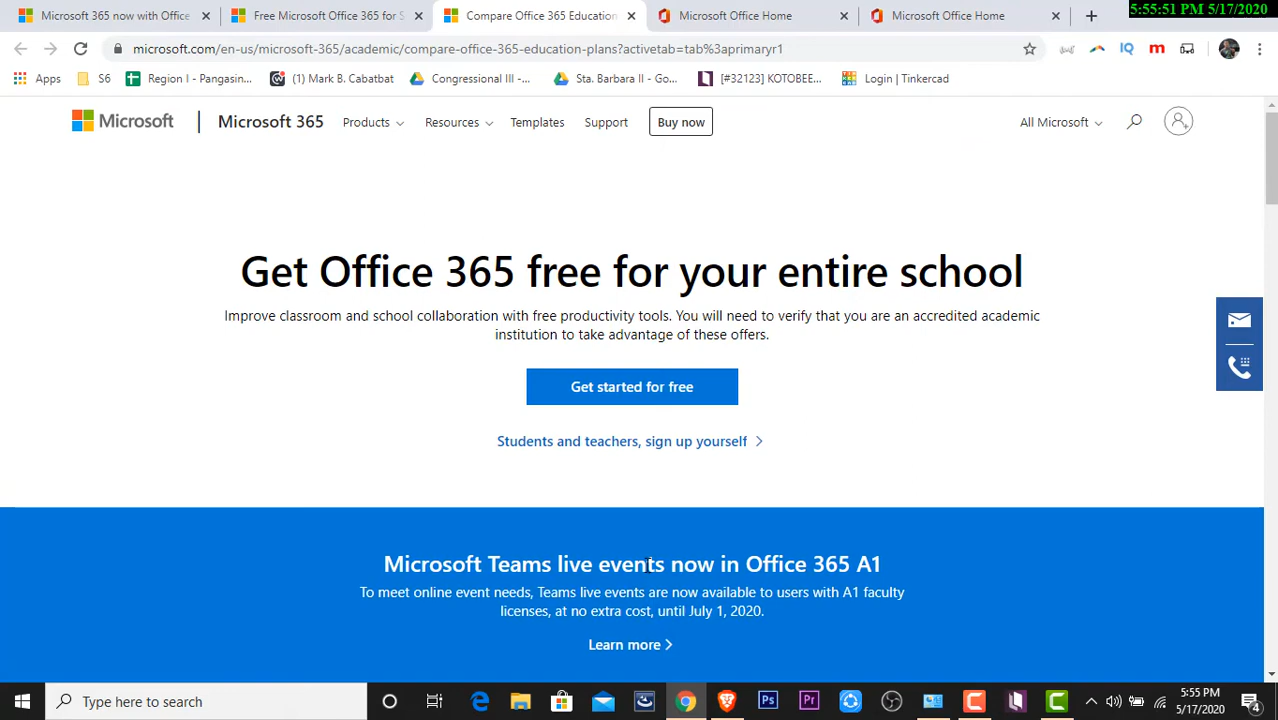 Microsoft 365 now with Office
Free Microsoft Office 365 for S
Compare Office 365 Education
Microsoft Office Home
Microsoft Office Home
5:55:51 PM 5/17/2020
microsoft.com/en-us/microsoft-365/academic/compare-office-365-education-plans?activetab=tab%3aprimaryr1
IQ
m
Apps
S6
Region I - Pangasin...
(1) Mark B. Cabatbat
Congressional III -...
Sta. Barbara II - Go...
[#32123] KOTOBEE...
Login | Tinkercad
Microsoft
Microsoft 365
Products
Resources
Templates
Support
Buy now
All Microsoft
Get Office 365 free for your entire school
Improve classroom and school collaboration with free productivity tools. You will need to verify that you are an accredited academic
institution to take advantage of these offers.
Get started for free
Students and teachers, sign up yourself
Microsoft Teams live events now in Office 365 A1
To meet online event needs, Teams live events are now available to users with A1 faculty
licenses, at no extra cost, until July 1, 2020.
Learn more
Type here to search
Ps
Pr
5:55 PM
5/17/2020
4